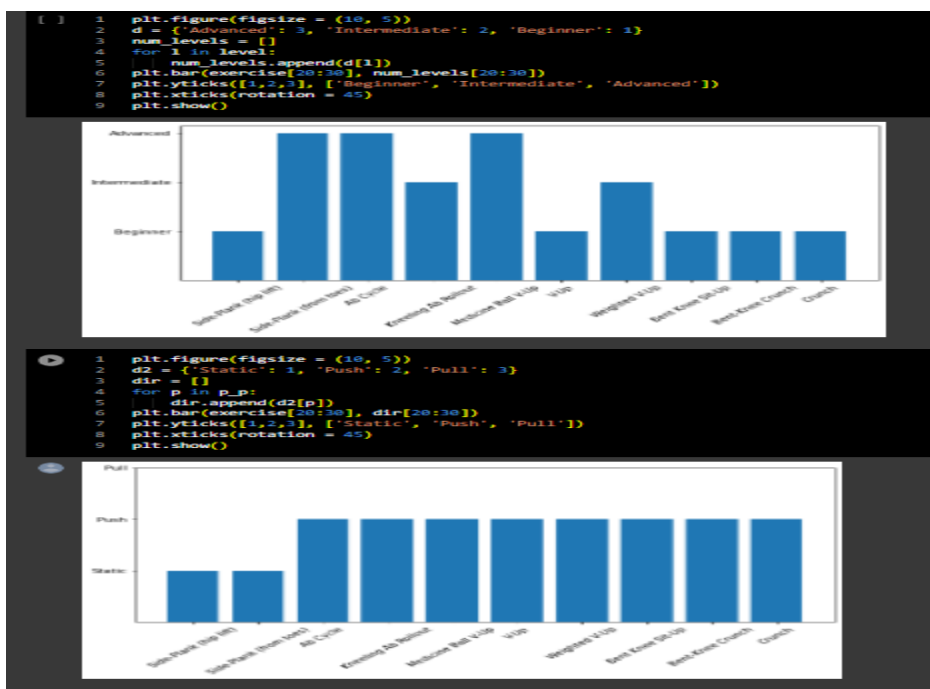 [ ] 1 plt.figure(figsize = (10, 5))
2 d = {'Advanced': 3, 'Intermediate': 2, 'Beginner': 1}
3 num_levels = []
4 for l in level:
5 num_levels.append(d[l])
6 plt.bar(exercise[20:30], num_levels[20:30])
7 plt.yticks([1,2,3], ['Beginner', 'Intermediate', 'Advanced'])
8 plt.xticks(rotation = 45)
9 plt.show()
Advanced
Intermediate
Beginner
Side-Plank (hip lift)
Side-Plank (from toes)
Ab Cycle
Kneeling Ab Rollout
Medicine Ball V-Up
V-Up
Weighted V-Up
Bent Knee Sit-Up
Bent-Knee Crunch
Crunch
1 plt.figure(figsize = (10, 5))
2 d2 = {'Static': 1, 'Push': 2, 'Pull': 3}
3 dir = []
4 for p in p_p:
5 dir.append(d2[p])
6 plt.bar(exercise[20:30], dir[20:30])
7 plt.yticks([1,2,3], ['Static', 'Push', 'Pull'])
8 plt.xticks(rotation = 45)
9 plt.show()
Pull
Push
Static
Side-Plank (hip lift)
Side-Plank (from toes)
Ab Cycle
Kneeling Ab Rollout
Medicine Ball V-Up
V-Up
Weighted V-Up
Bent Knee Sit-Up
Bent-Knee Crunch
Crunch